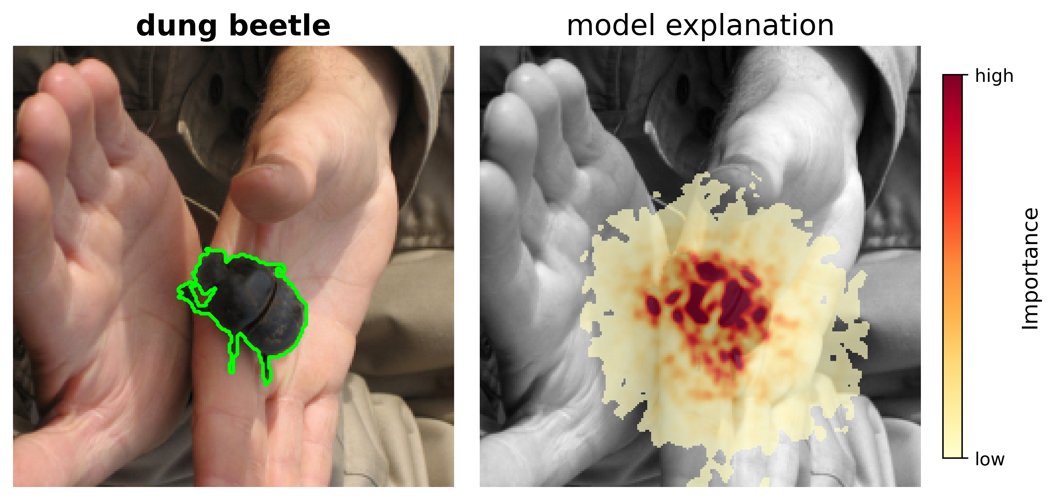 dung beetle
model explanation
high
Importance
low